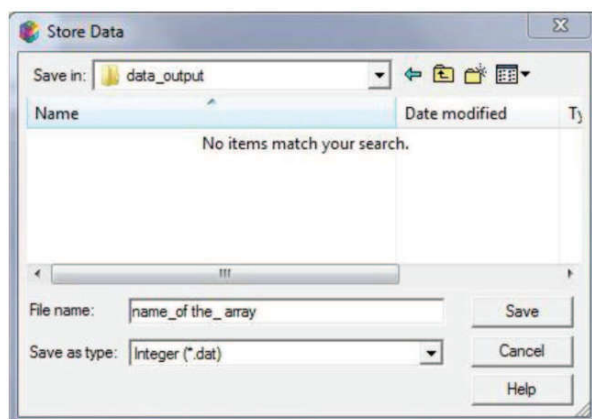 Store Data
Save in: data_output
Name Date modified Ty
No items match your search.
File name: name_of the_ array Save
Save as type: Integer (*.dat) Cancel
Help